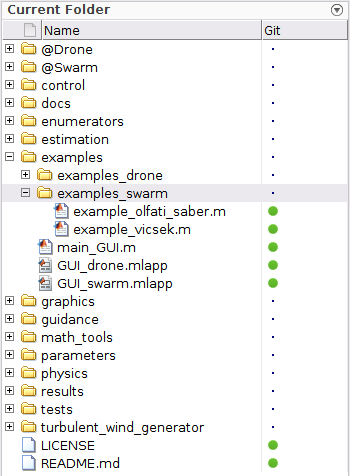 Current Folder
Name Git
@Drone
@Swarm
control
docs
enumerators
estimation
examples
examples_drone
examples_swarm
example_olfati_saber.m
example_vicsek.m
main_GUI.m
GUI_drone.mlapp
GUI_swarm.mlapp
graphics
guidance
math_tools
parameters
physics
results
tests
turbulent_wind_generator
LICENSE
README.md